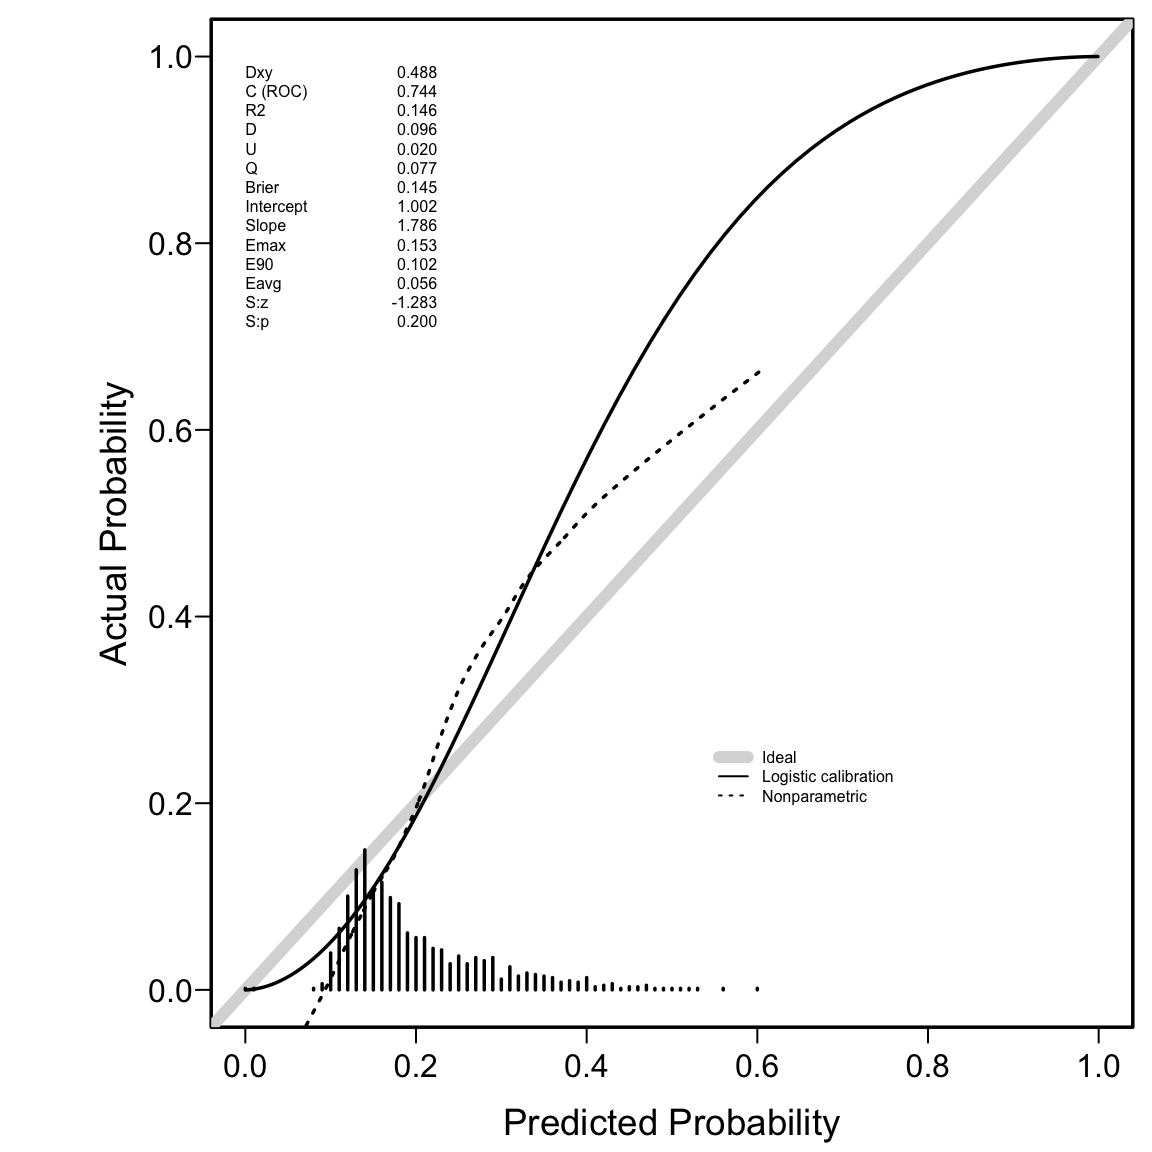 1.0
0.8
0.6
0.4
0.2
0.0
Actual Probability
Dxy 0.488
C (ROC) 0.744
R2 0.146
D 0.096
U 0.020
Q 0.077
Brier 0.145
Intercept 1.002
Slope 1.786
Emax 0.153
E90 0.102
Eavg 0.056
S:z -1.283
S:p 0.200
Ideal
Logistic calibration
Nonparametric
0.0 0.2 0.4 0.6 0.8 1.0
Predicted Probability